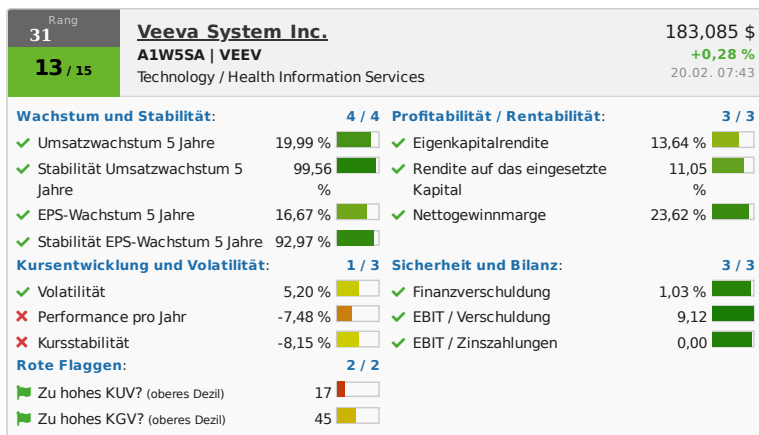 Rang
31
13 / 15
Veeva System Inc.
A1W5SA | VEEV
Technology / Health Information Services
183,085 $
+0,28 %
20.02. 07:43
Wachstum und Stabilität: 4 / 4
Umsatzwachstum 5 Jahre 19,99 %
Stabilität Umsatzwachstum 5 Jahre 99,56 %
EPS-Wachstum 5 Jahre 16,67 %
Stabilität EPS-Wachstum 5 Jahre 92,97 %
Profitabilität / Rentabilität: 3 / 3
Eigenkapitalrendite 13,64 %
Rendite auf das eingesetzte Kapital 11,05 %
Nettogewinnmarge 23,62 %
Kursentwicklung und Volatilität: 1 / 3
Volatilität 5,20 %
Performance pro Jahr -7,48 %
Kursstabilität -8,15 %
Sicherheit und Bilanz: 3 / 3
Finanzverschuldung 1,03 %
EBIT / Verschuldung 9,12
EBIT / Zinszahlungen 0,00
Rote Flaggen: 2 / 2
Zu hohes KUV? (oberes Dezil) 17
Zu hohes KGV? (oberes Dezil) 45